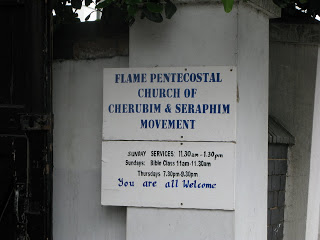 FLAME PENTECOSTAL
CHURCH OF
CHERUBIM & SERAPHIM
MOVEMENT
SUNDAY SERVICES: 11.30am - 1.30pm
Sundays: Bible Class 11am - 11.30am
Thursdays 7.30pm - 9.30pm
You are all Welcome